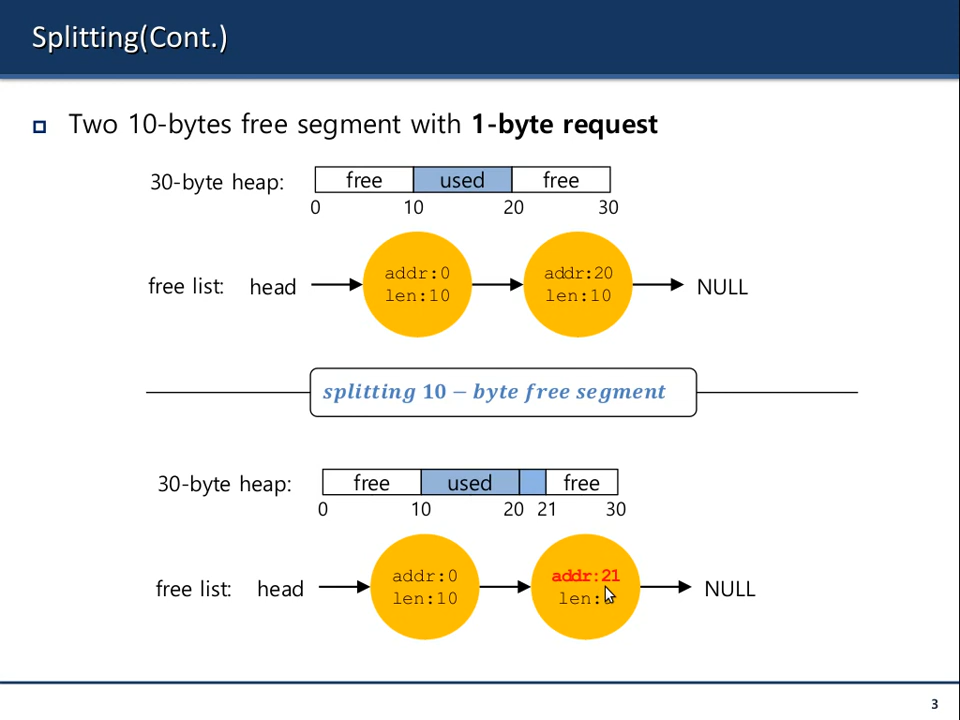 Splitting(Cont.)
Two 10-bytes free segment with 1-byte request
30-byte heap: free used free
0 10 20 30
free list: head addr:0 len:10 addr:20 len:10 NULL
splitting 10 − byte free segment
30-byte heap: free used free
0 10 20 21 30
free list: head addr:0 len:10 addr:21 len: NULL
3